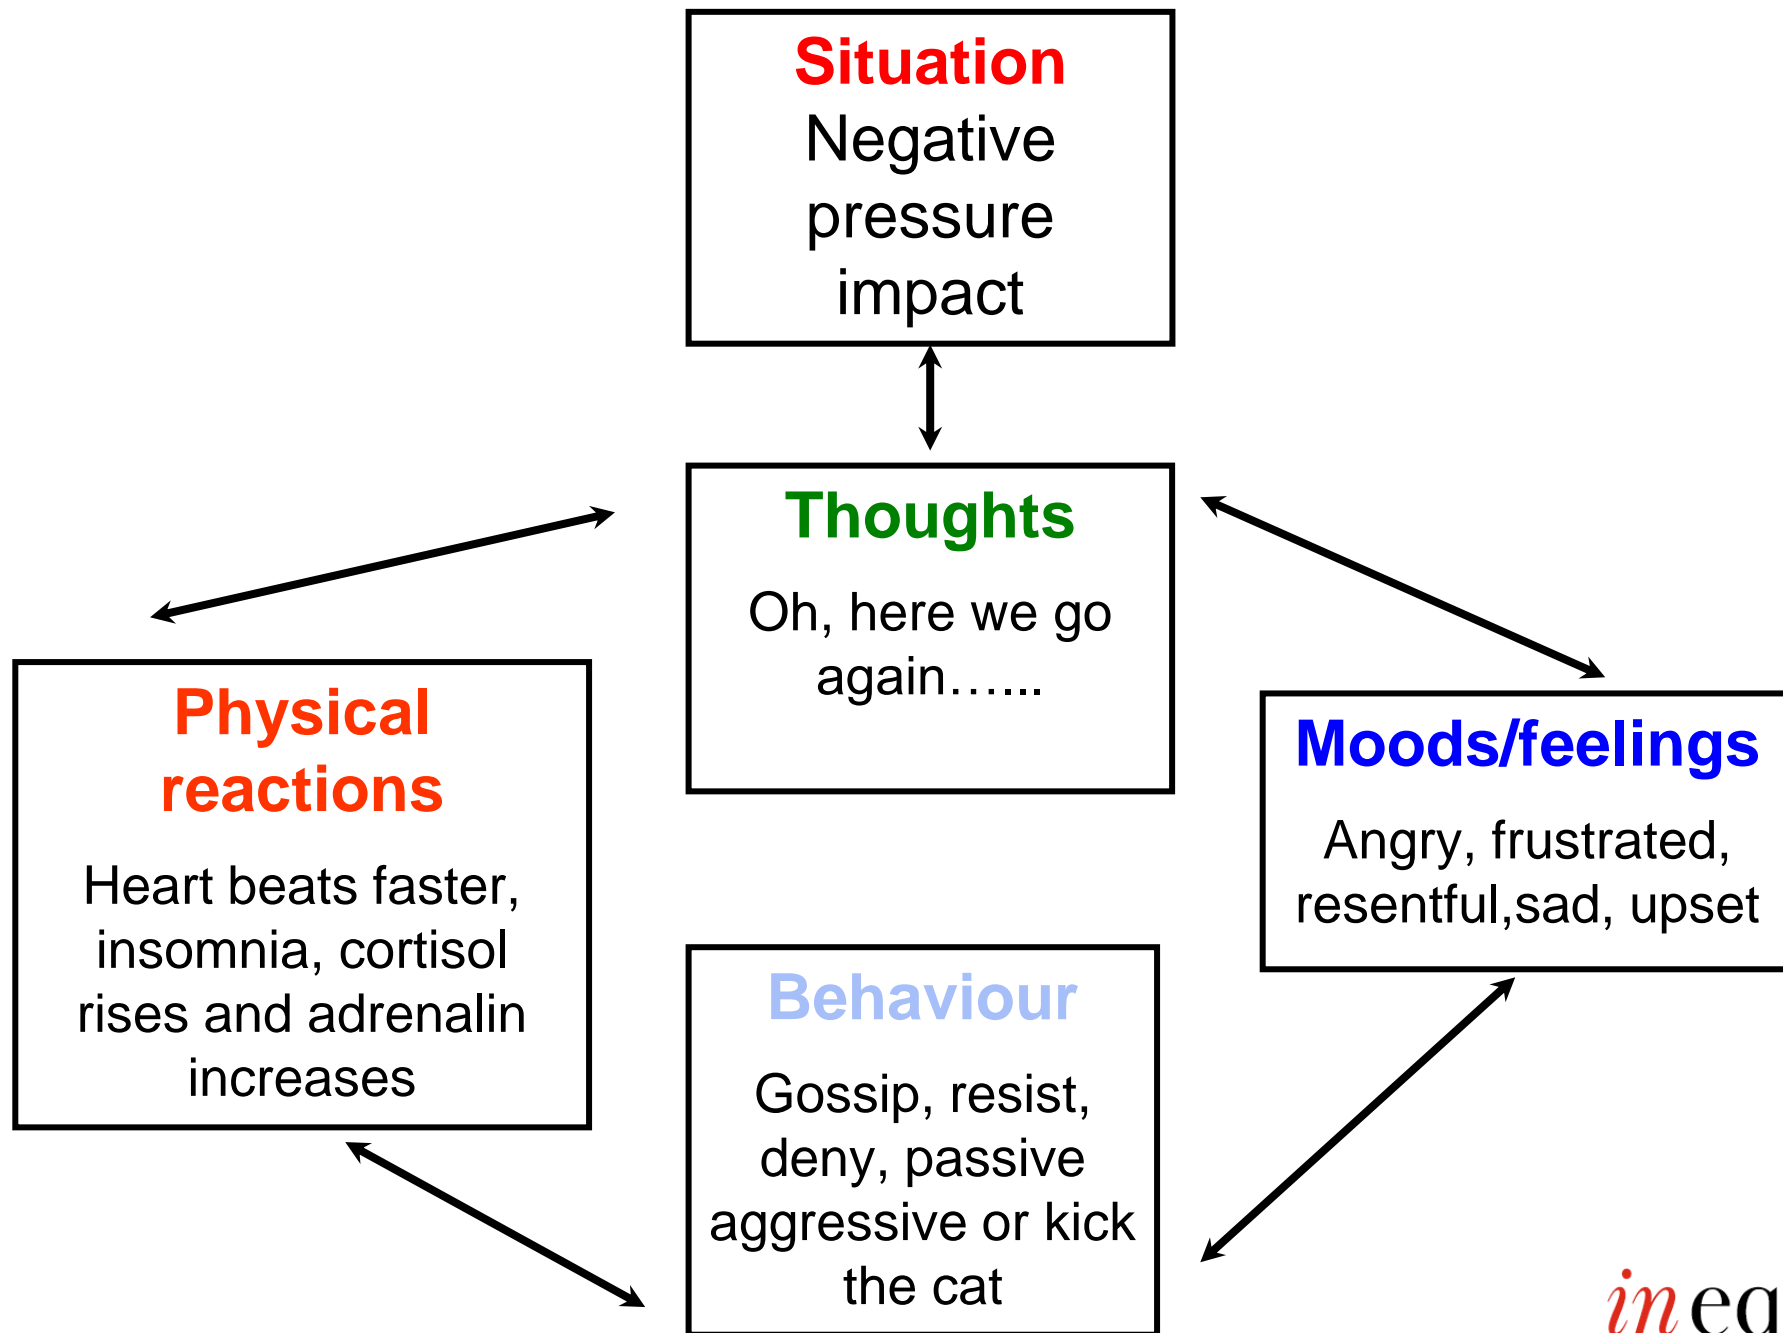 Situation
Negative
pressure
impact
Thoughts
Oh, here we go
again…...
Physical
reactions
Heart beats faster,
insomnia, cortisol
rises and adrenalin
increases
Moods/feelings
Angry, frustrated,
resentful,sad, upset
Behaviour
Gossip, resist,
deny, passive
aggressive or kick
the cat